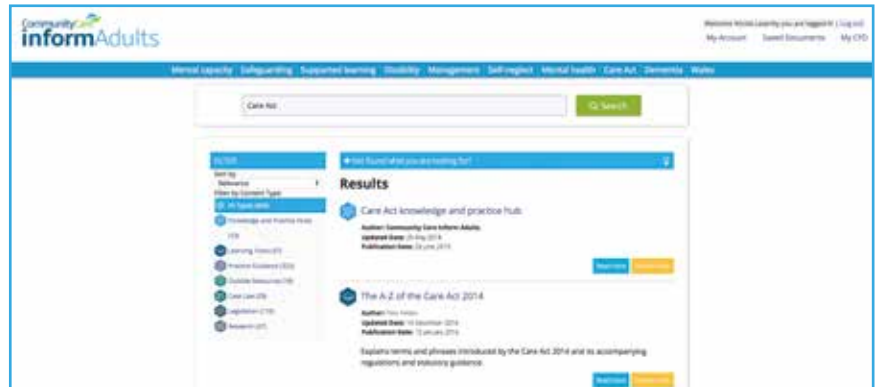 CommunityCare
informAdults
you are logged in | Log out
My Account Saved Documents My CPD
Mental capacity Safeguarding Supported learning Disability Management Self-neglect Mental health Care Act Dementia Wales
Care Act
Search
FILTER
Sort by
Relevance
Filter by Content Type
All Types
Knowledge and Practice Hubs
Learning Tools
Practice Guidance
Outside Resources
Case Law
Legislation
Research
Not found what you are looking for?
Results
Care Act knowledge and practice hub
Author: Community Care Inform Adults
Updated Date:
Publication Date:
Read more
The A-Z of the Care Act 2014
Author:
Updated Date:
Publication Date:
Explains terms and phrases introduced by the Care Act 2014 and its accompanying
regulations and statutory guidance.
Read more